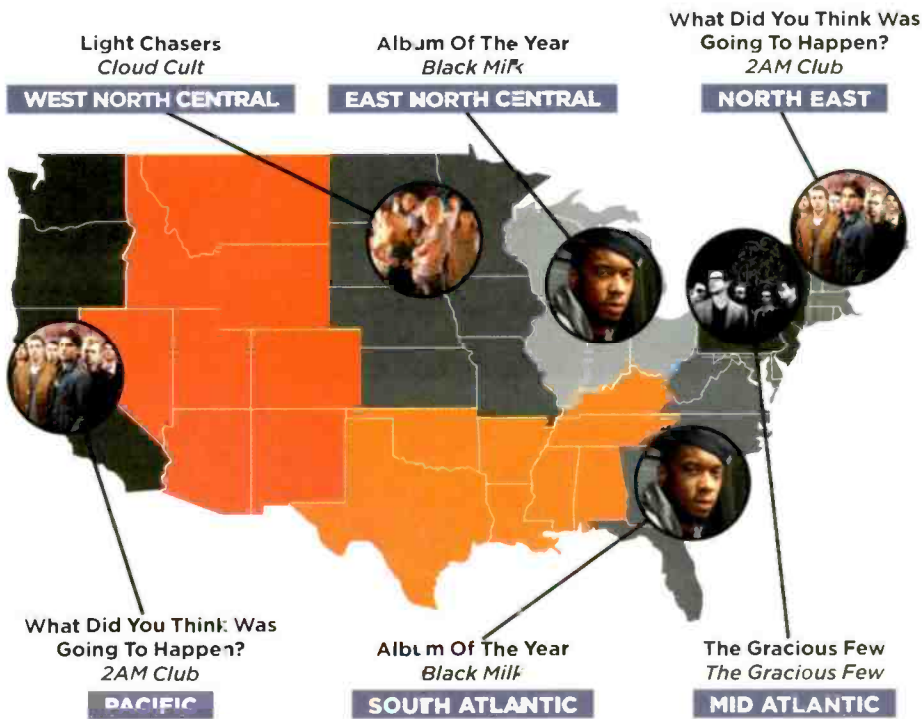 Light Chasers
Cloud Cult
WEST NORTH CENTRAL
Album Of The Year
Black Milk
EAST NORTH CENTRAL
What Did You Think Was
Going To Happen?
2AM Club
NORTH EAST
What Did You Think Was
Going To Happen?
2AM Club
PACIFIC
Album Of The Year
Black Milk
SOUTH ATLANTIC
The Gracious Few
The Gracious Few
MID ATLANTIC